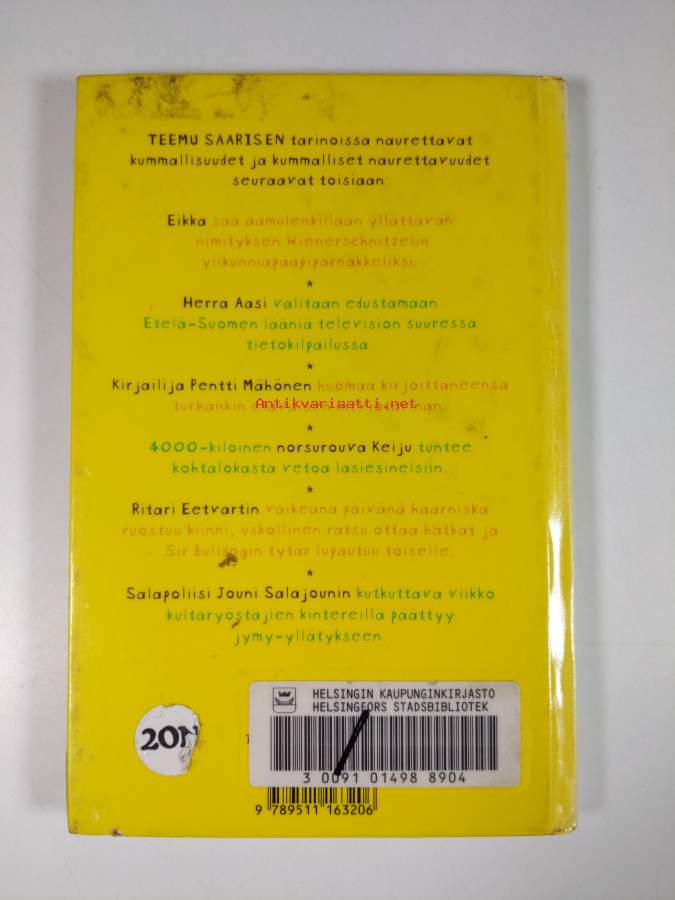 TEEMU SAARISEN tarinoissa naurettavat
kummallisuudet ja kummalliset naurettavuudet
seuraavat toisiaan:
Eikka saa aamulenkillään yllättävän
nimityksen Wienerschnitzelin
ylikunniapaapiparnakkeliksi.
*
Herra Aasi valitaan edustamaan
Etelä-Suomen lääniä television suuressa
tietokilpailussa.
*
Kirjailija Pentti Mähönen huomaa kirjoittaneensa
turhankin
Antikvariaatti.net
*
4000-kiloinen norsurouva Keiju tuntee
kohtalokasta vetoa lasiesineisiin.
*
Ritari Eetvartin vaikeana päivänä haarniska
ruostuu kiinni, uskollinen ratsu ottaa hatkat ja
Sir Bulldogin tytär lupautuu toiselle.
*
Salapoliisi Jouni Salajounin kutkuttava viikko
kultaryöstäjien kintereillä päättyy
jymy-yllätykseen.
HELSINGIN KAUPUNGINKIRJASTO
HELSINGFORS STADSBIBLIOTEK
3 0091 01498 8904
20N
9 789511 163206